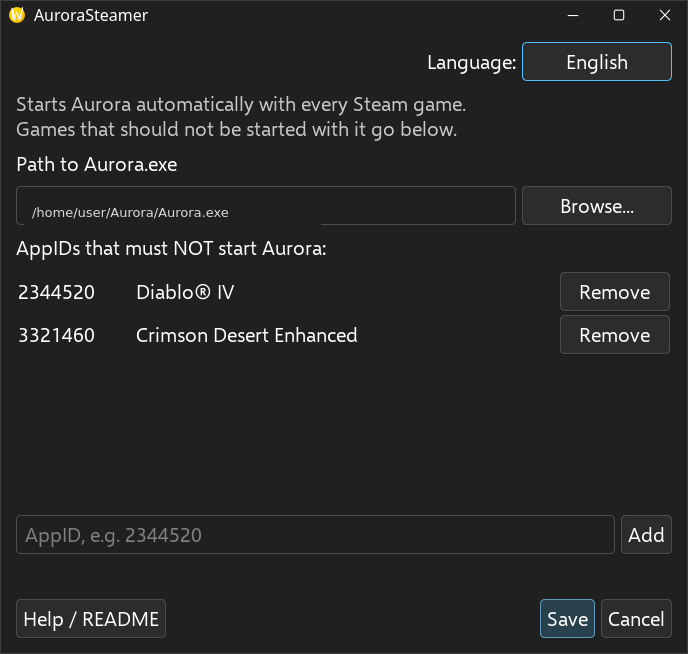 AuroraSteamer
Language: English
Starts Aurora automatically with every Steam game.
Games that should not be started with it go below.
Path to Aurora.exe
/home/user/Aurora/Aurora.exe Browse...
AppIDs that must NOT start Aurora:
2344520 Diablo® IV Remove
3321460 Crimson Desert Enhanced Remove
AppID, e.g. 2344520 Add
Help / README Save Cancel